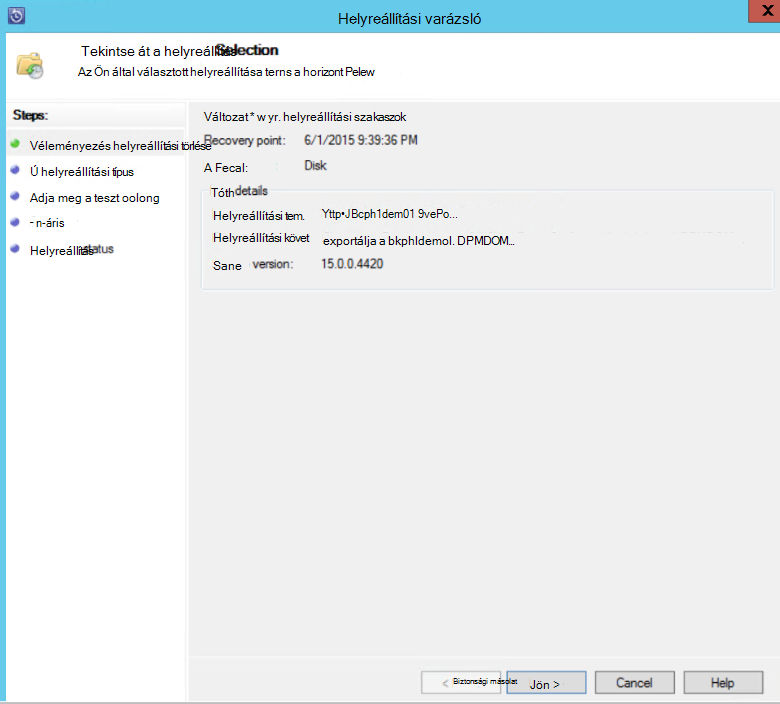 Helyreállítási varázsló
Tekintse át a helyreállítás Selection
Az Ön által választott helyreállítása terns a horizont Pelew
Steps:
Véleményezés helyreállítási törlése
Új helyreállítási típus
Adja meg a teszt oolong
- n-áris
Helyreállítás status
Változat* w yr. helyreállítási szakaszok
Recovery point: 6/1/2015 9:39:36 PM
A Fecal: Disk
Tóth details
Helyreállítási tem. Yttp•JBcph1dem01 9vePo...
Helyreállítási követ exportálja a bkphldemol. DPMDOM...
Sane version: 15.0.0.4420
< Biztonsági másolat
Jön >
Cancel
Help